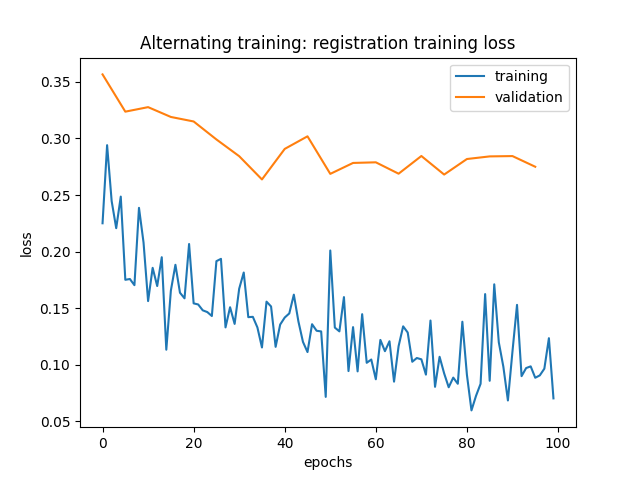 Alternating training: registration training loss
training
validation
0.35
0.30
0.25
0.20
0.15
0.10
0.05
loss
0 20 40 60 80 100
epochs